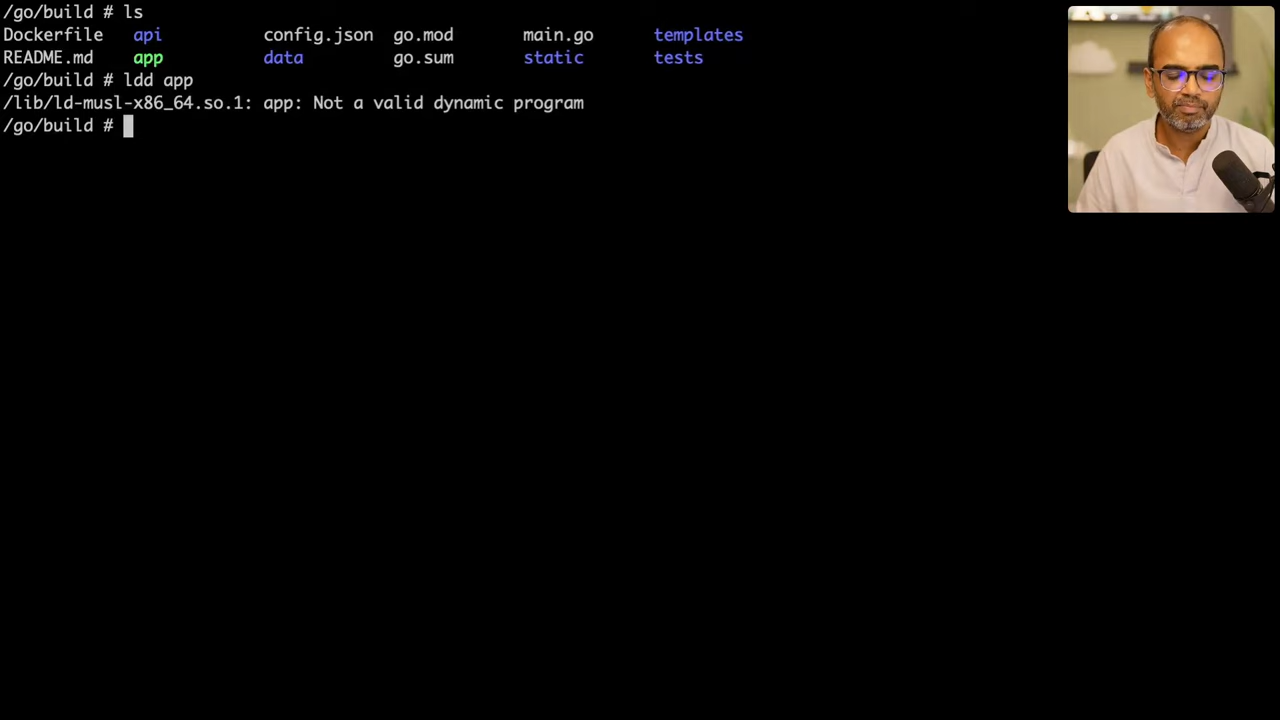 /go/build # ls
Dockerfile api config.json go.mod main.go templates
README.md app data go.sum static tests
/go/build # ldd app
/lib/ld-musl-x86_64.so.1: app: Not a valid dynamic program
/go/build #